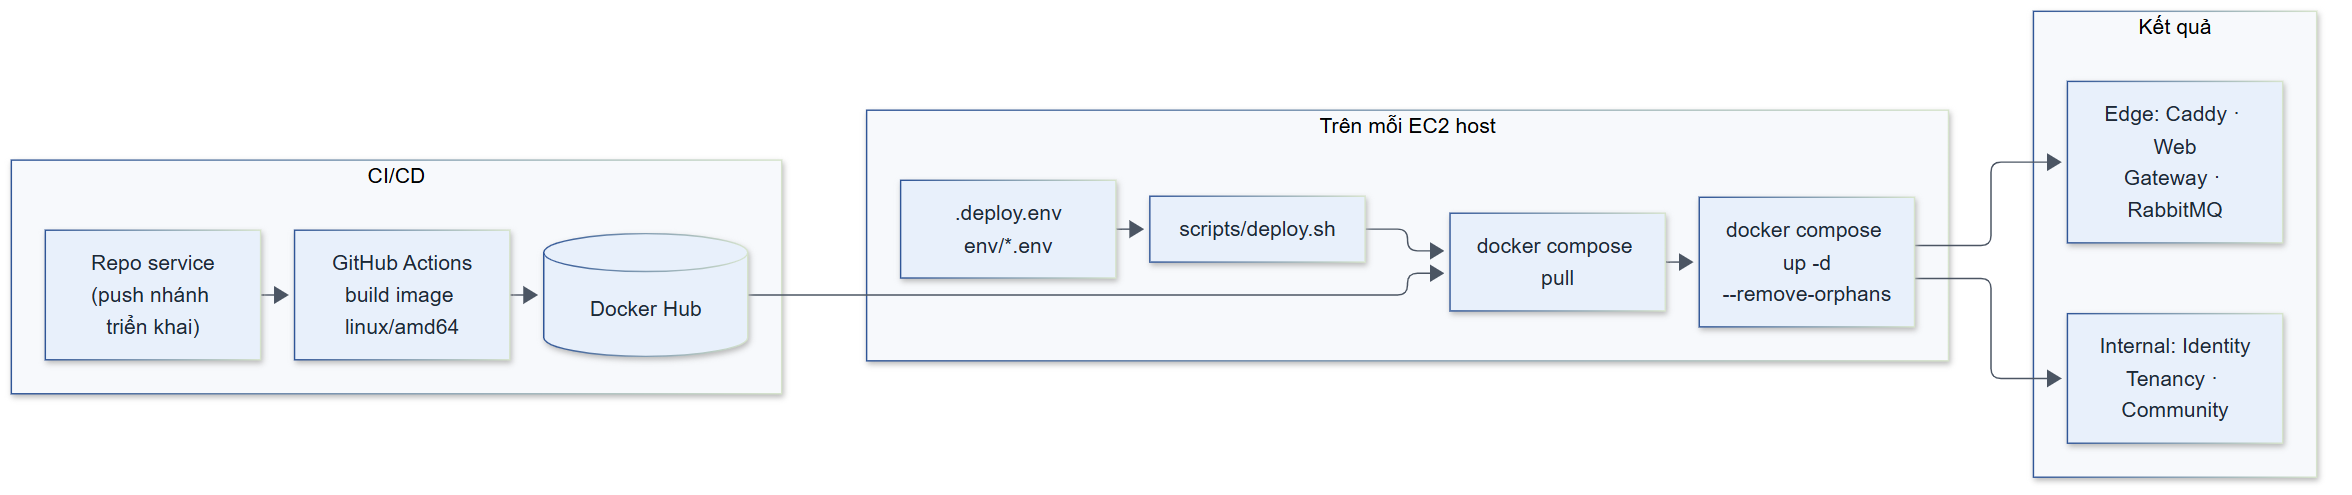 CI/CD
Repo service
(push nhánh
triển khai)
GitHub Actions
build image
linux/amd64
Docker Hub
Trên mỗi EC2 host
.deploy.env
env/*.env
scripts/deploy.sh
docker compose
pull
docker compose
up -d
--remove-orphans
Kết quả
Edge: Caddy ·
Web
Gateway ·
RabbitMQ
Internal: Identity
Tenancy ·
Community